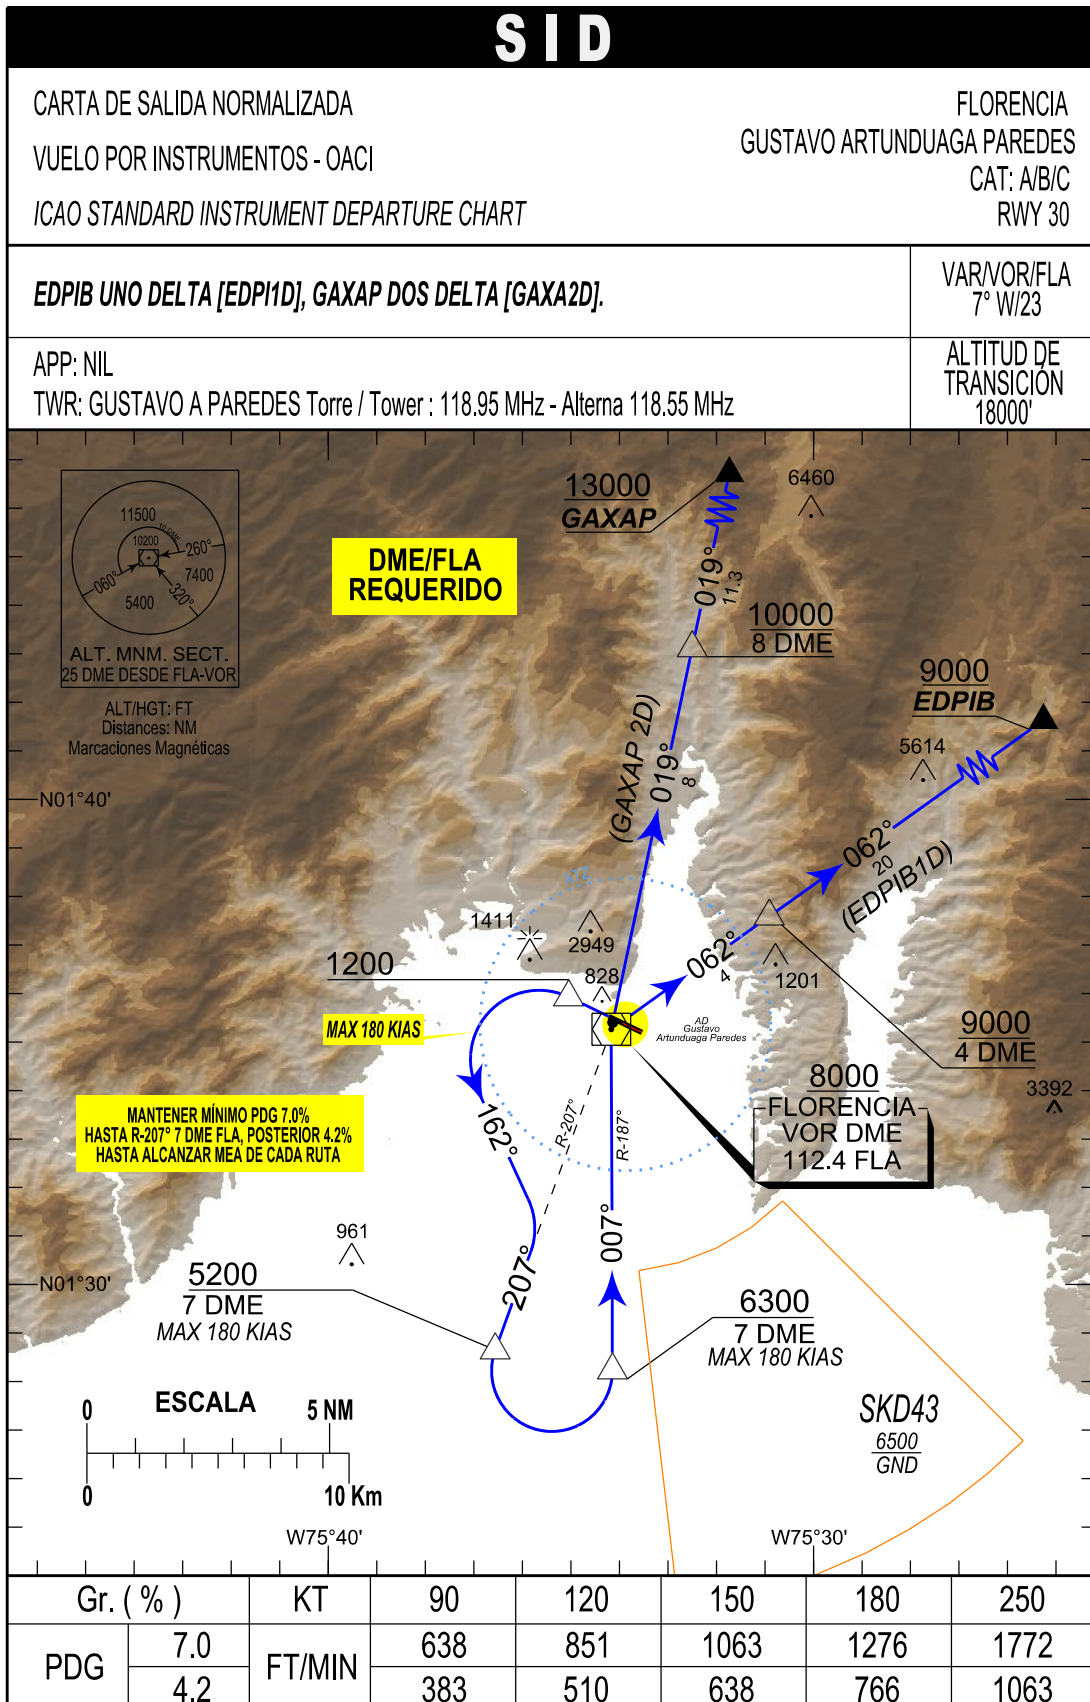 SID
CARTA DE SALIDA NORMALIZADA
VUELO POR INSTRUMENTOS - OACI
ICAO STANDARD INSTRUMENT DEPARTURE CHART
FLORENCIA
GUSTAVO ARTUNDUAGA PAREDES
CAT: A/B/C
RWY 30
EDPIB UNO DELTA [EDPI1D], GAXAP DOS DELTA [GAXA2D].
VAR/VOR/FLA
7° W/23
APP: NIL
TWR: GUSTAVO A PAREDES Torre / Tower : 118.95 MHz - Alterna 118.55 MHz
ALTITUD DE
TRANSICIÓN
18000'
11500
10 DME
10200
260°
060°
7400
320°
5400
ALT. MNM. SECT.
25 DME DESDE FLA-VOR
ALT/HGT: FT
Distances: NM
Marcaciones Magnéticas
DME/FLA
REQUERIDO
13000
GAXAP
6460
019°
11.3
10000
8 DME
9000
EDPIB
5614
(GAXAP 2D)
019°
8
N01°40'
062°
20
(EDPIB1D)
ATZ
1411
2949
062°
4
1201
1200
828
MAX 180 KIAS
AD
Gustavo
Artunduaga Paredes
9000
4 DME
3392
8000
FLORENCIA
VOR DME
112.4 FLA
MANTENER MÍNIMO PDG 7.0%
HASTA R-207° 7 DME FLA, POSTERIOR 4.2%
HASTA ALCANZAR MEA DE CADA RUTA
162°
R-207°
R-187°
961
007°
207°
N01°30'
5200
7 DME
MAX 180 KIAS
6300
7 DME
MAX 180 KIAS
SKD43
6500
GND
0 ESCALA 5 NM
0 10 Km
W75°40'
W75°30'
Gr. ( % ) KT 90 120 150 180 250
PDG 7.0 FT/MIN 638 851 1063 1276 1772
4.2 383 510 638 766 1063